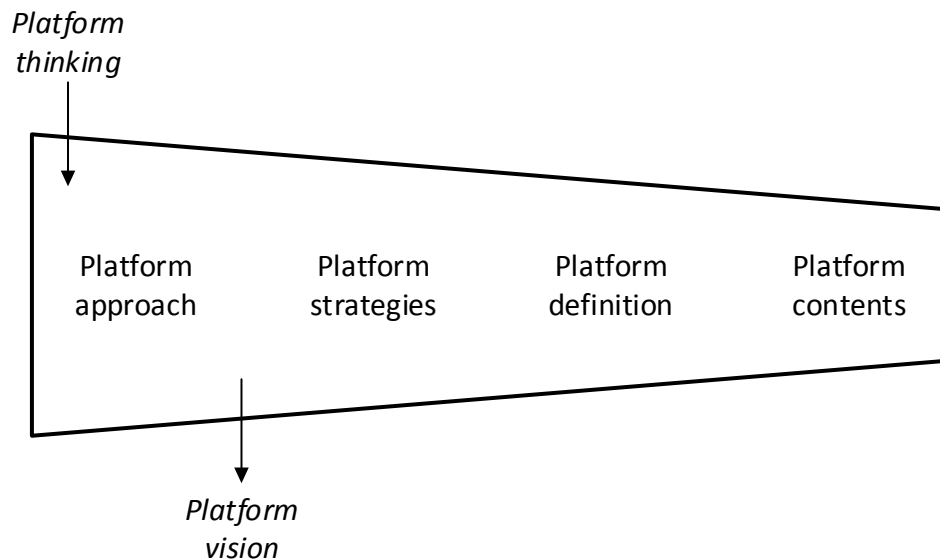 Platform
thinking
Platform
approach
Platform
strategies
Platform
definition
Platform
contents
Platform
vision